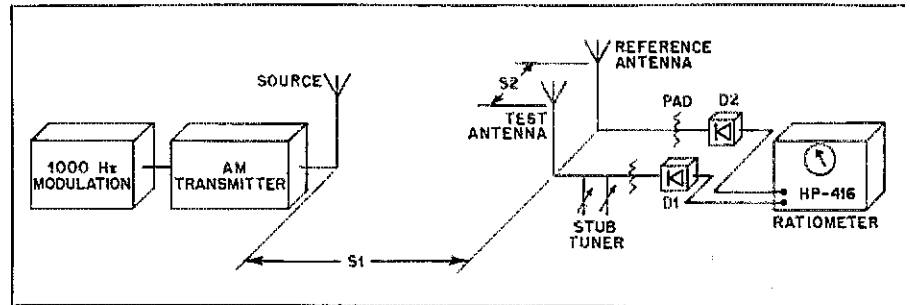 REFERENCE
ANTENNA
SOURCE
S2
TEST
ANTENNA
PAD
D2
1000 Hz
MODULATION
AM
TRANSMITTER
D1
HP-416
RATIOMETER
STUB
TUNER
S1